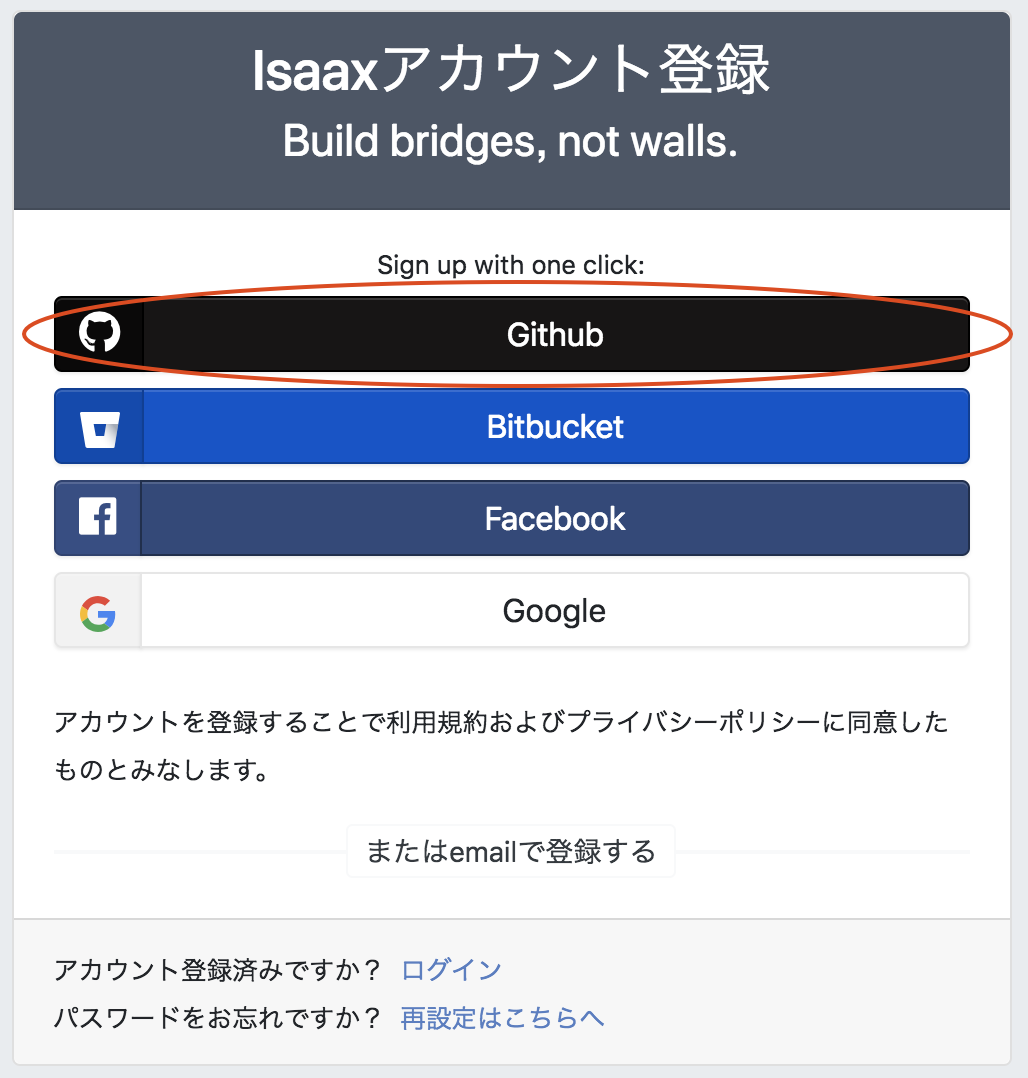 Isaaxアカウント登録
Build bridges, not walls.
Sign up with one click:
Github
Bitbucket
Facebook
Google
アカウントを登録することで利用規約およびプライバシーポリシーに同意した
ものとみなします。
またはemailで登録する
アカウント登録済みですか？ ログイン
パスワードをお忘れですか？ 再設定はこちらへ